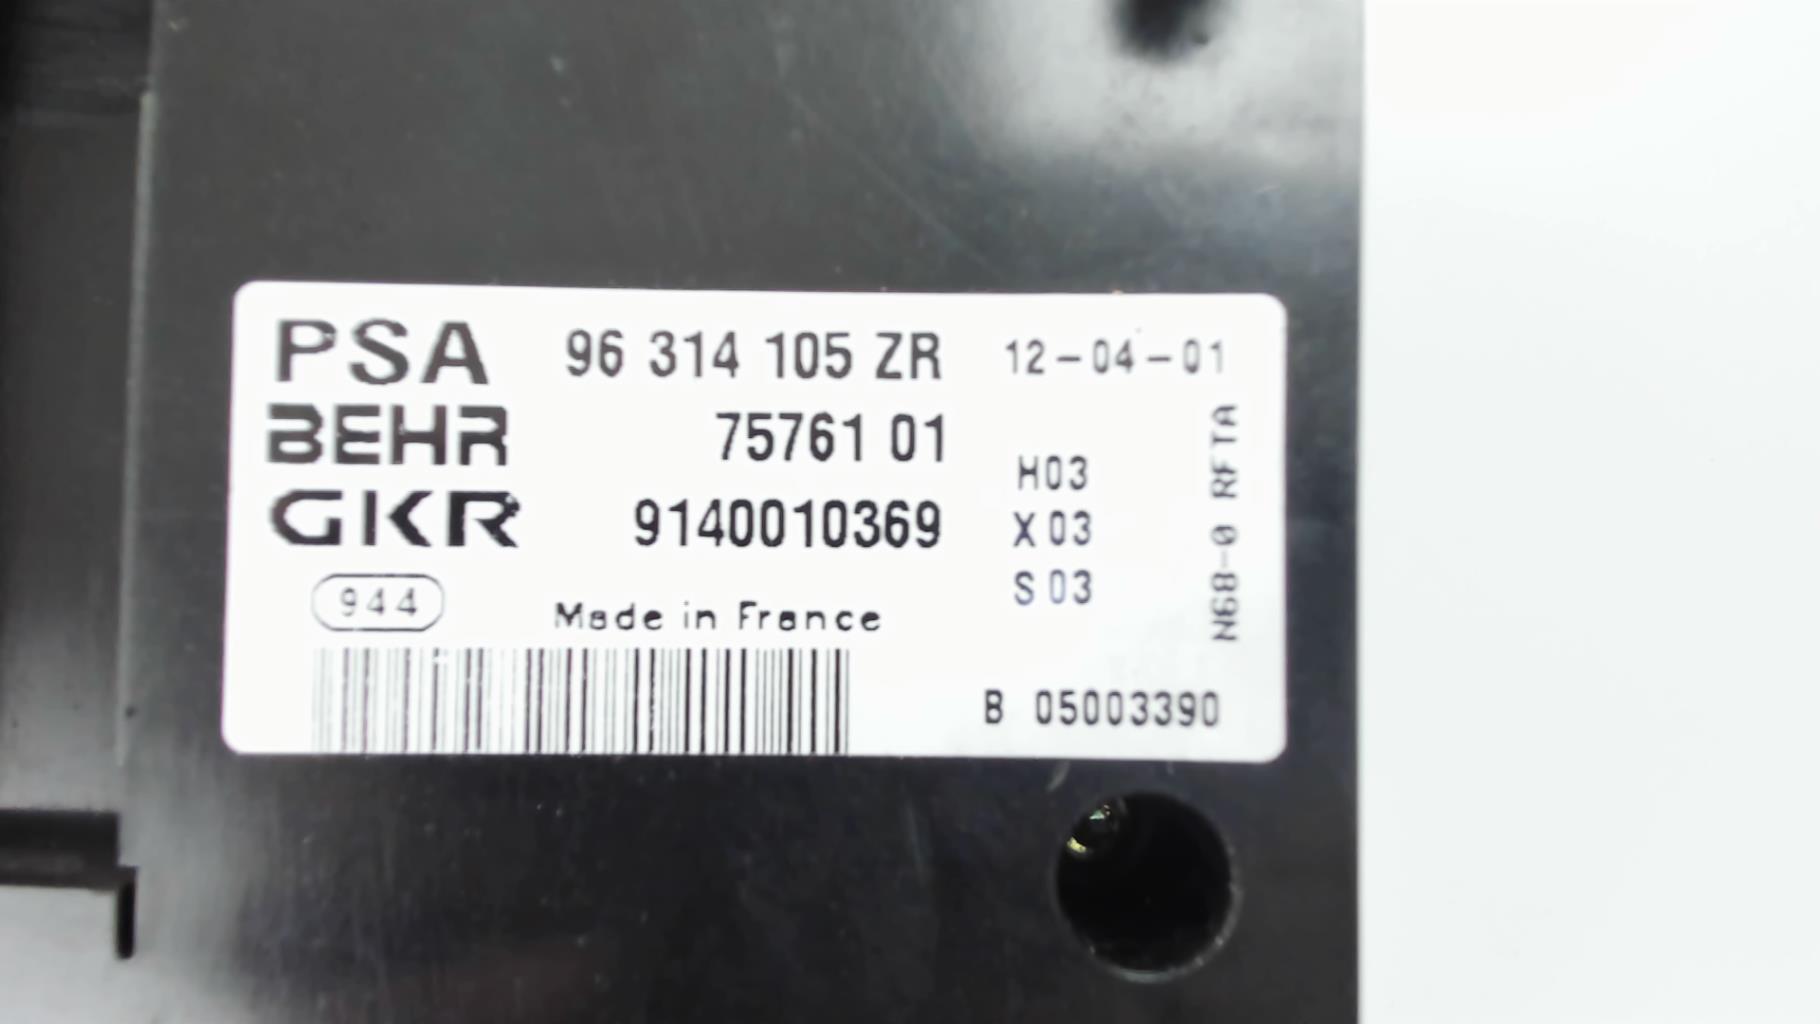 PSA 96 314 105 ZR 12-04-01
BEHR 75761 01
GKR 9140010369
H03
X03
S03
N68-0 RFTA
944
Made in France
B 05003390